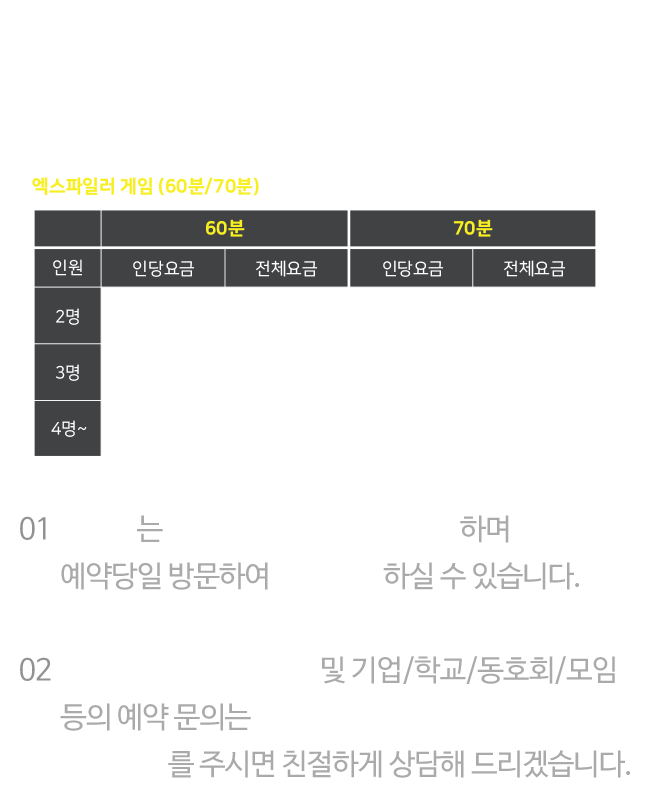 엑스파일러 게임 (60분/70분)
60분 70분
인원 인당요금 전체요금 인당요금 전체요금
2명
3명
4명~
01 는 하며
예약당일 방문하여 하실 수 있습니다.
02 및 기업/학교/동호회/모임
등의 예약 문의는
를 주시면 친절하게 상담해 드리겠습니다.